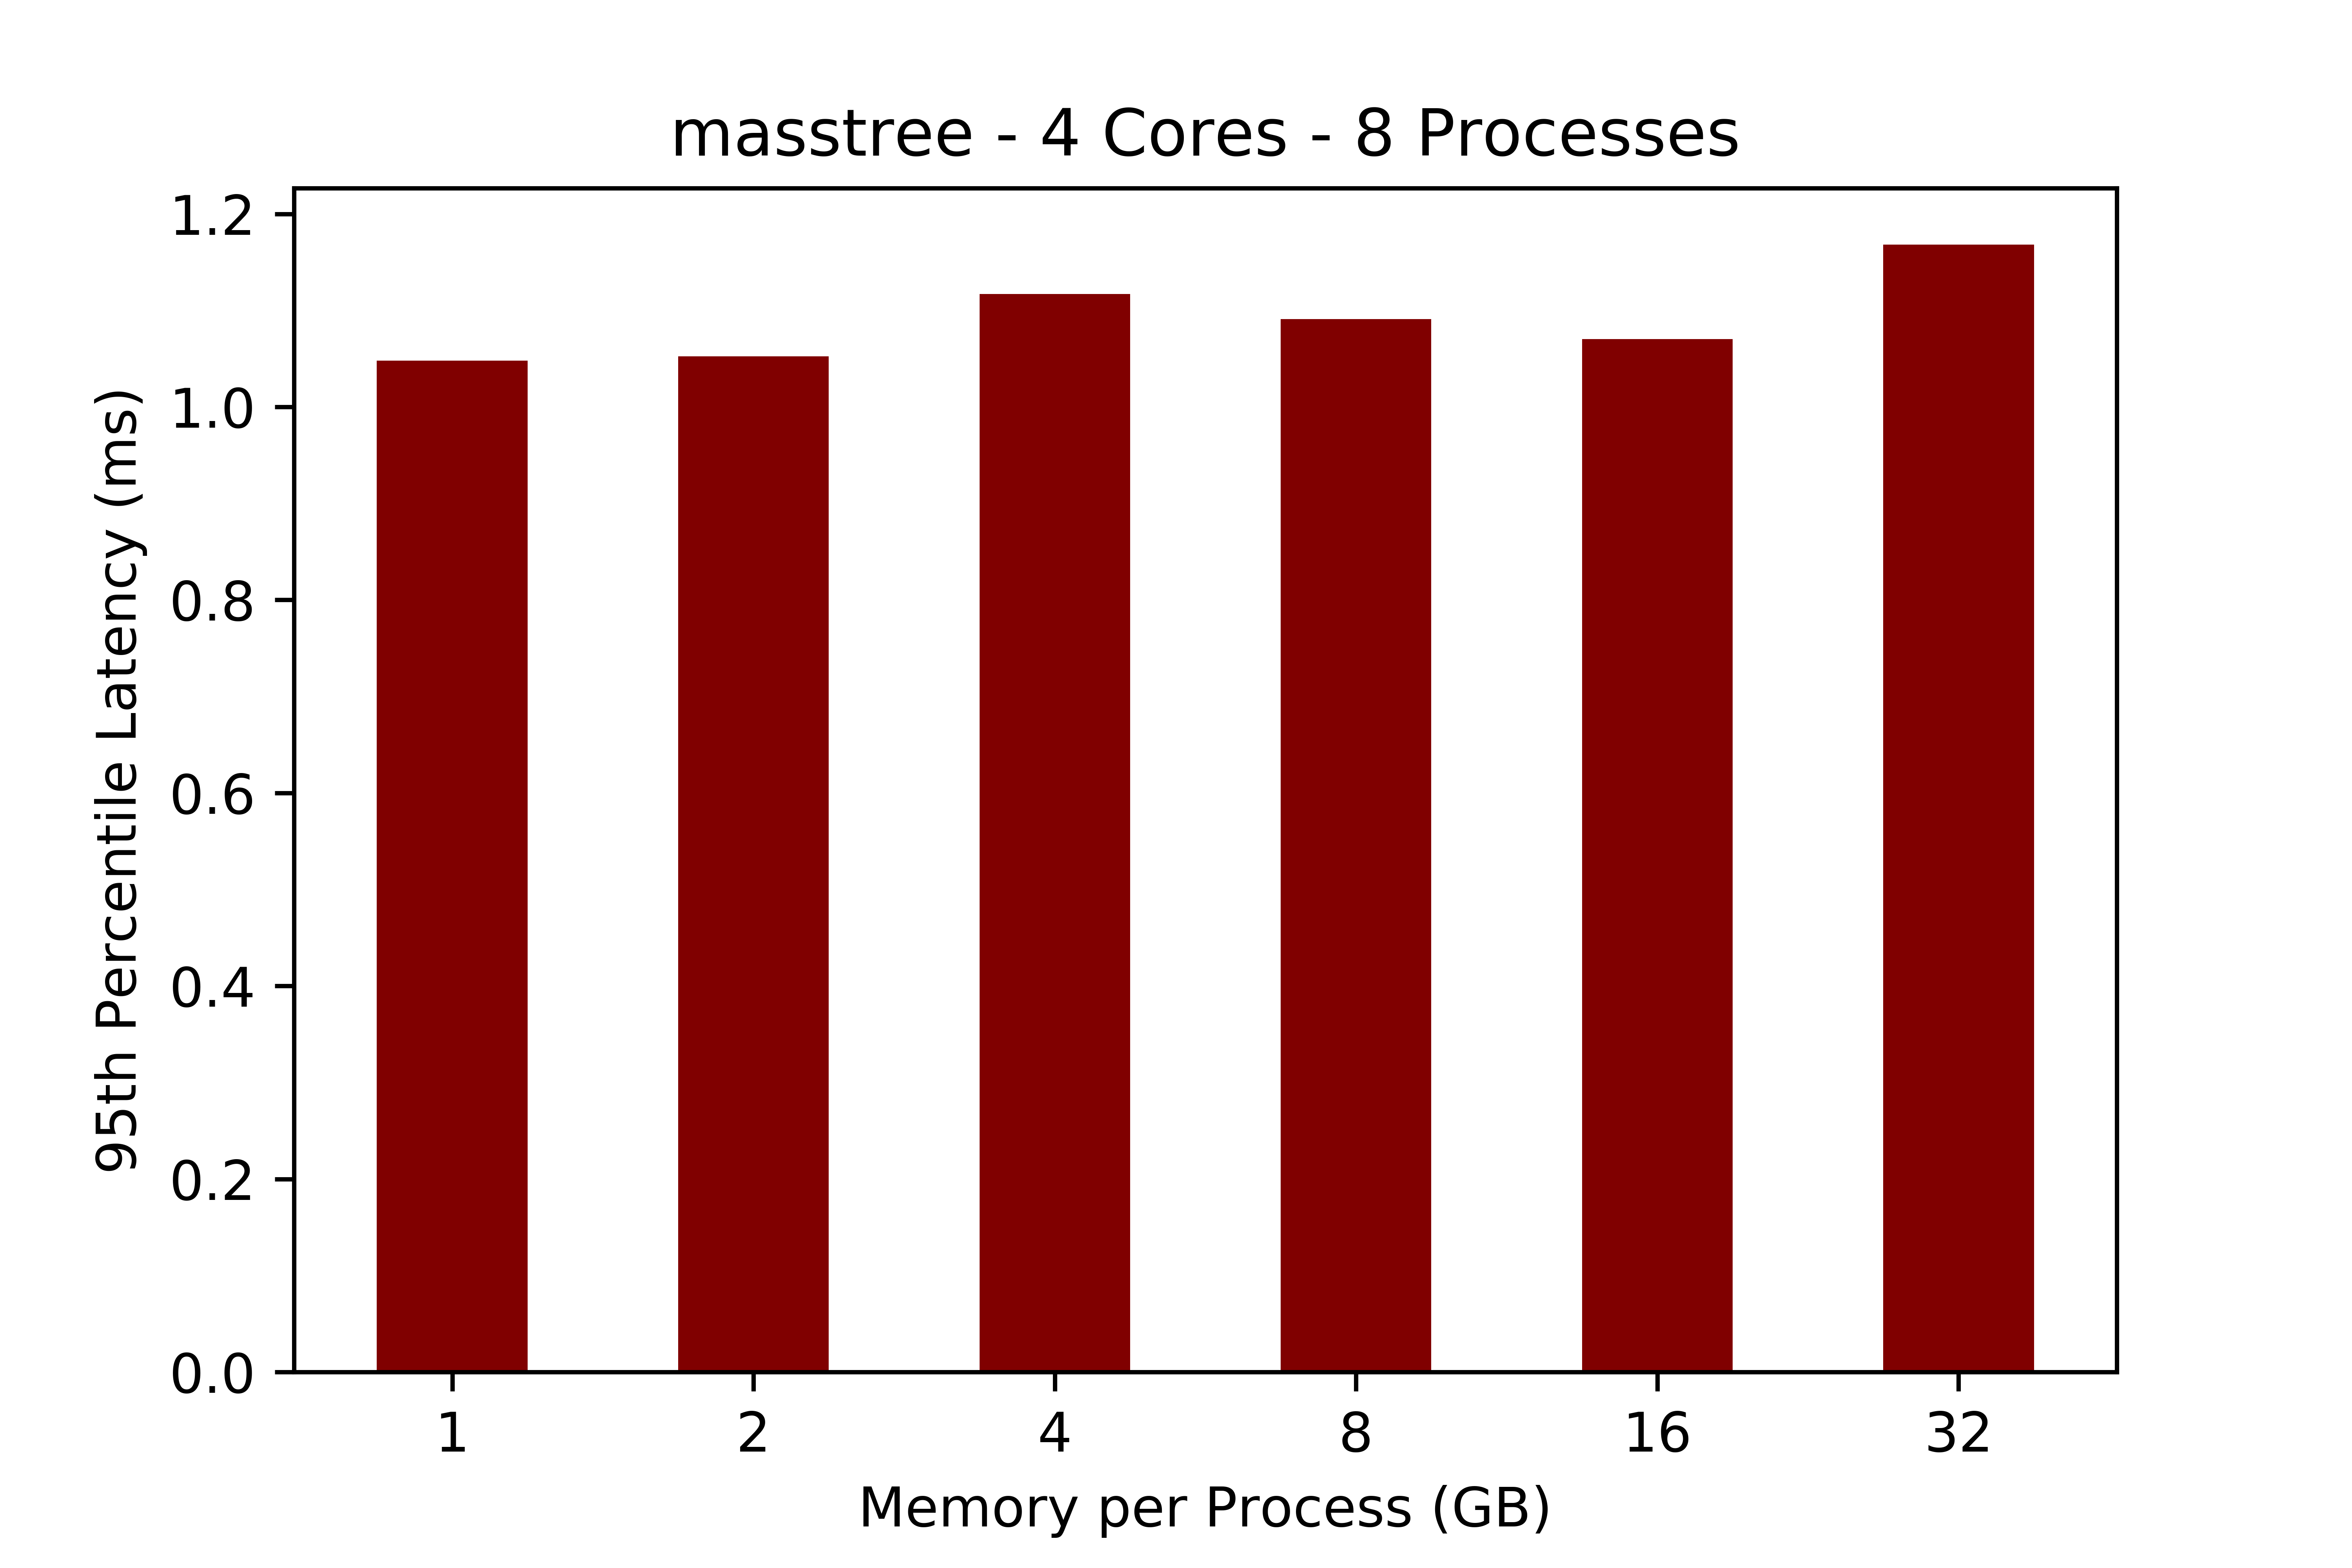 masstree - 4 Cores - 8 Processes
95th Percentile Latency (ms)
1.2
1.0
0.8
0.6
0.4
0.2
0.0
1 2 4 8 16 32
Memory per Process (GB)